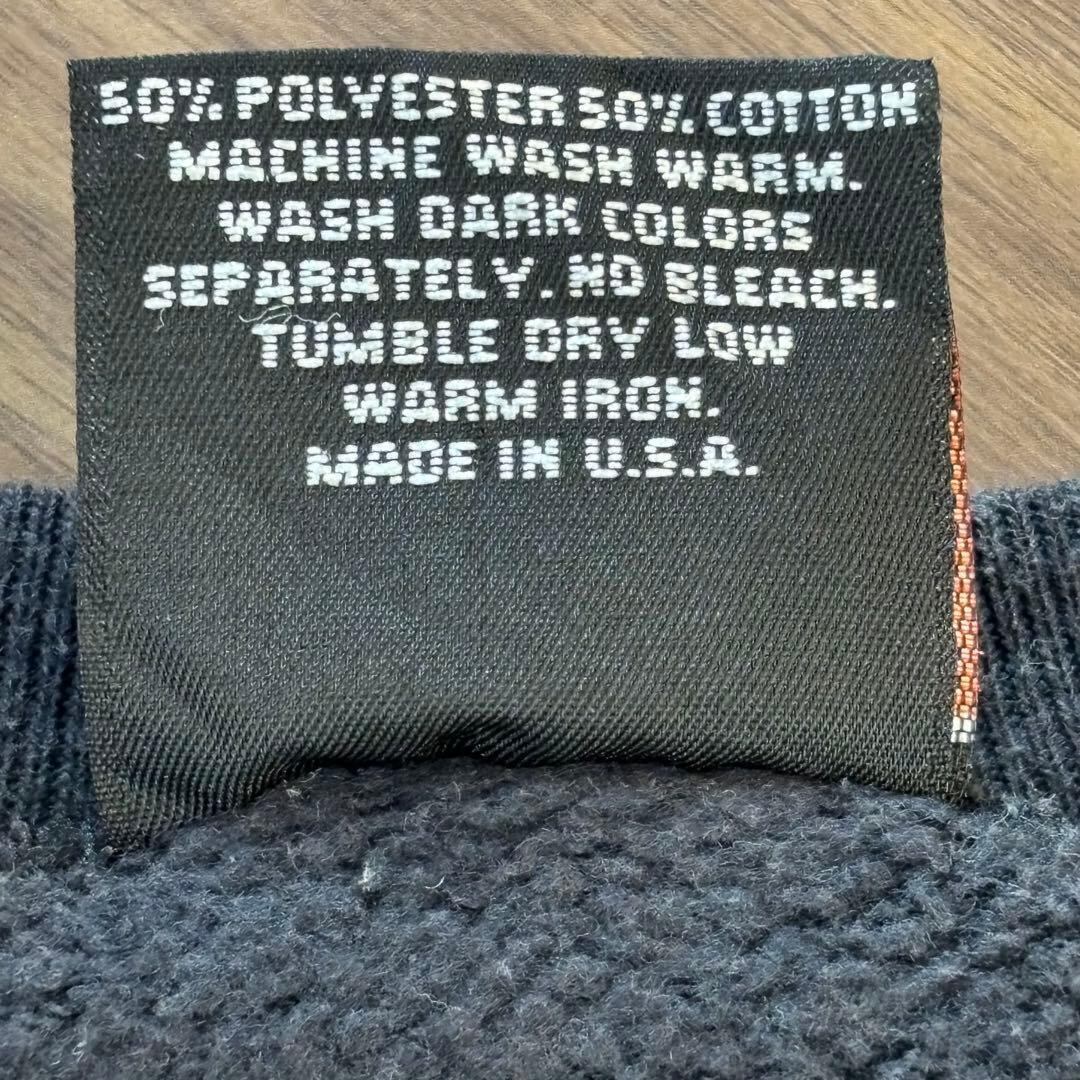 50% POLYESTER 50% COTTON
MACHINE WASH WARM.
WASH DARK COLORS
SEPARATELY. NO BLEACH.
TUMBLE DRY LOW
WARM IRON.
MADE IN U.S.A.